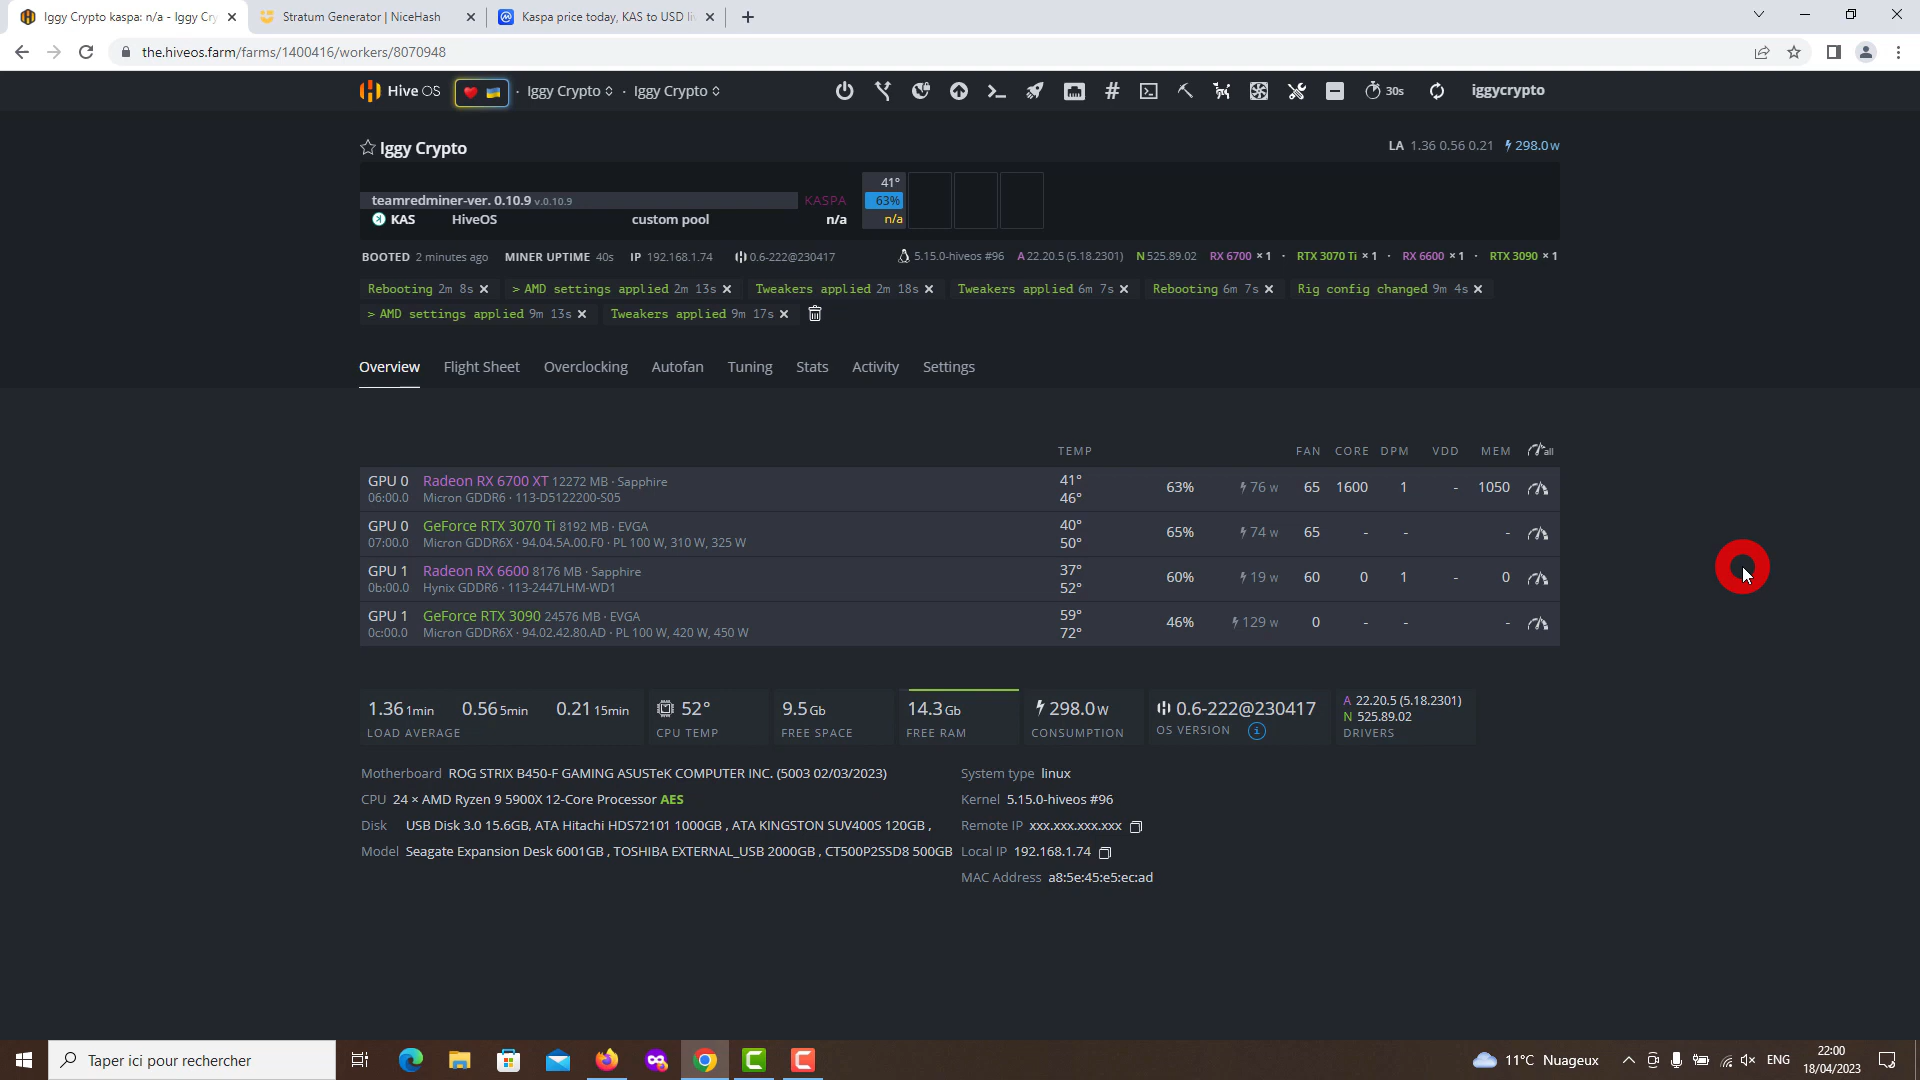 Iggy Crypto kaspa: n/a - Iggy Cry
Stratum Generator | NiceHash
Kaspa price today, KAS to USD li
the.hiveos.farm/farms/1400416/workers/8070948
Hive OS · Iggy Crypto · Iggy Crypto 30s iggycrypto
Iggy Crypto
LA 1.36 0.56 0.21 298.0 w
41°
teamredminer-ver. 0.10.9 v.0.10.9 KASPA 63%
KAS HiveOS custom pool n/a n/a
BOOTED 2 minutes ago MINER UPTIME 40s IP 192.168.1.74 0.6-222@230417 5.15.0-hiveos #96 A 22.20.5 (5.18.2301) N 525.89.02 RX 6700 × 1 · RTX 3070 Ti × 1 · RX 6600 × 1 · RTX 3090 × 1
Rebooting 2m 8s × > AMD settings applied 2m 13s × Tweakers applied 2m 18s × Tweakers applied 6m 7s × Rebooting 6m 7s × Rig config changed 9m 4s ×
> AMD settings applied 9m 13s × Tweakers applied 9m 17s ×
Overview Flight Sheet Overclocking Autofan Tuning Stats Activity Settings
TEMP FAN CORE DPM VDD MEM all
GPU 0 Radeon RX 6700 XT 12272 MB · Sapphire 41°
63% 76 w 65 1600 1 - 1050
06:00.0 Micron GDDR6 · 113-D5122200-S05 46°
GPU 0 GeForce RTX 3070 Ti 8192 MB · EVGA 40°
65% 74 w 65 - - -
07:00.0 Micron GDDR6X · 94.04.5A.00.F0 · PL 100 W, 310 W, 325 W 50°
GPU 1 Radeon RX 6600 8176 MB · Sapphire 37°
60% 19 w 60 0 1 - 0
0b:00.0 Hynix GDDR6 · 113-2447LHM-WD1 52°
GPU 1 GeForce RTX 3090 24576 MB · EVGA 59°
46% 129 w 0 - - -
0c:00.0 Micron GDDR6X · 94.02.42.80.AD · PL 100 W, 420 W, 450 W 72°
1.36 1min 0.56 5min 0.21 15min
LOAD AVERAGE
52°
CPU TEMP
9.5 Gb
FREE SPACE
14.3 Gb
FREE RAM
298.0 w
CONSUMPTION
0.6-222@230417
OS VERSION
A 22.20.5 (5.18.2301)
N 525.89.02
DRIVERS
Motherboard ROG STRIX B450-F GAMING ASUSTeK COMPUTER INC. (5003 02/03/2023)
CPU 24 × AMD Ryzen 9 5900X 12-Core Processor AES
Disk USB Disk 3.0 15.6GB, ATA Hitachi HDS72101 1000GB , ATA KINGSTON SUV400S 120GB ,
Model Seagate Expansion Desk 6001GB , TOSHIBA EXTERNAL_USB 2000GB , CT500P2SSD8 500GB
System type linux
Kernel 5.15.0-hiveos #96
Remote IP xxx.xxx.xxx.xxx
Local IP 192.168.1.74
MAC Address a8:5e:45:e5:ec:ad
Taper ici pour rechercher
11°C Nuageux
ENG
22:00
18/04/2023